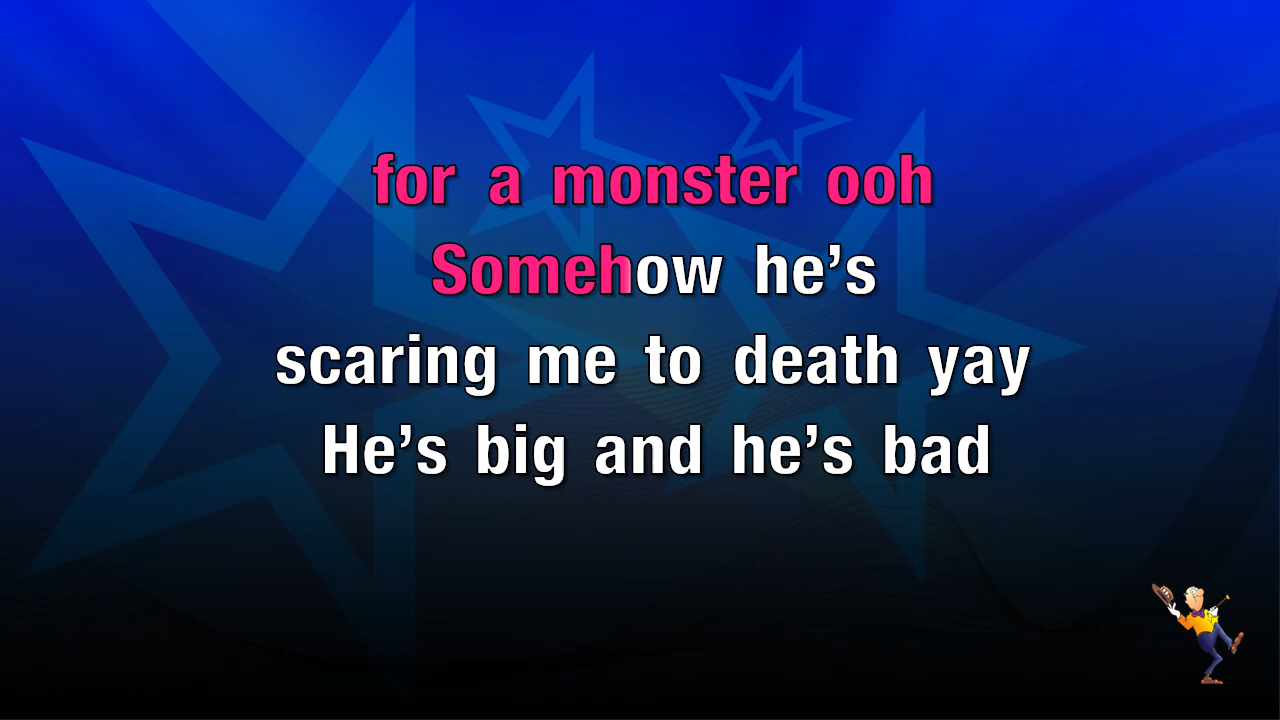 for a monster ooh
Somehow he’s
scaring me to death yay
He’s big and he’s bad